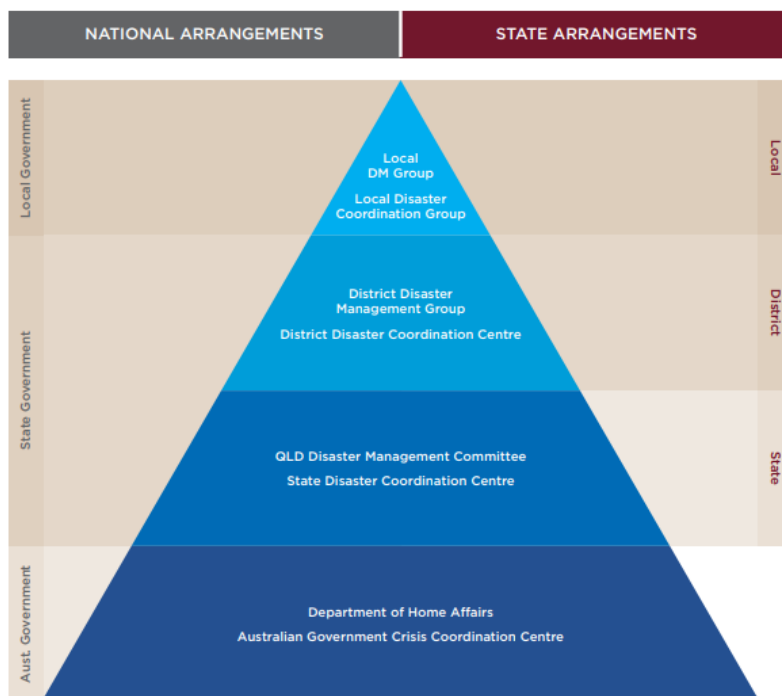 NATIONAL ARRANGEMENTS
STATE ARRANGEMENTS
Local Government
Local
DM Group
Local Disaster
Coordination Group
Local
State Government
District Disaster
Management Group
District Disaster Coordination Centre
District
QLD Disaster Management Committee
State Disaster Coordination Centre
State
Aust. Government
Department of Home Affairs
Australian Government Crisis Coordination Centre